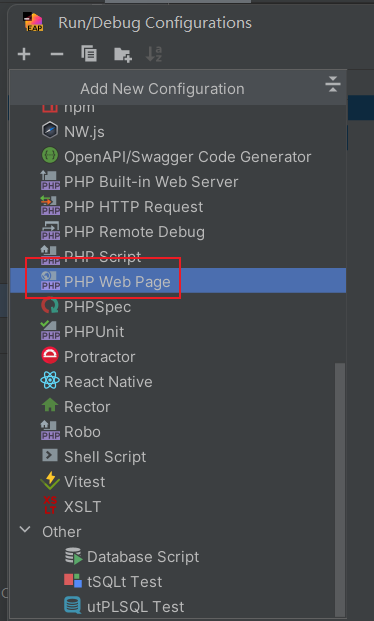 EAP
Run/Debug Configurations
Add New Configuration
npm
NW.js
OpenAPI/Swagger Code Generator
PHP Built-in Web Server
PHP HTTP Request
PHP Remote Debug
PHP Script
PHP Web Page
PHPSpec
PHPUnit
Protractor
React Native
Rector
Robo
Shell Script
Vitest
XSLT
Other
Database Script
tSQLt Test
utPLSQL Test